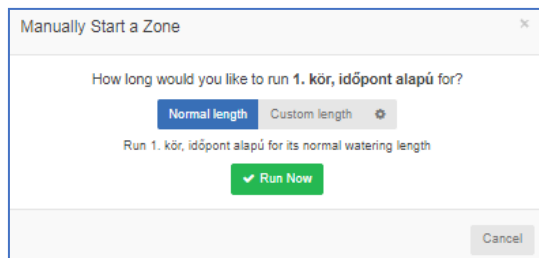 Manually Start a Zone ×
How long would you like to run 1. kör, időpont alapú for?
Normal length Custom length
Run 1. kör, időpont alapú for its normal watering length
✔ Run Now
Cancel